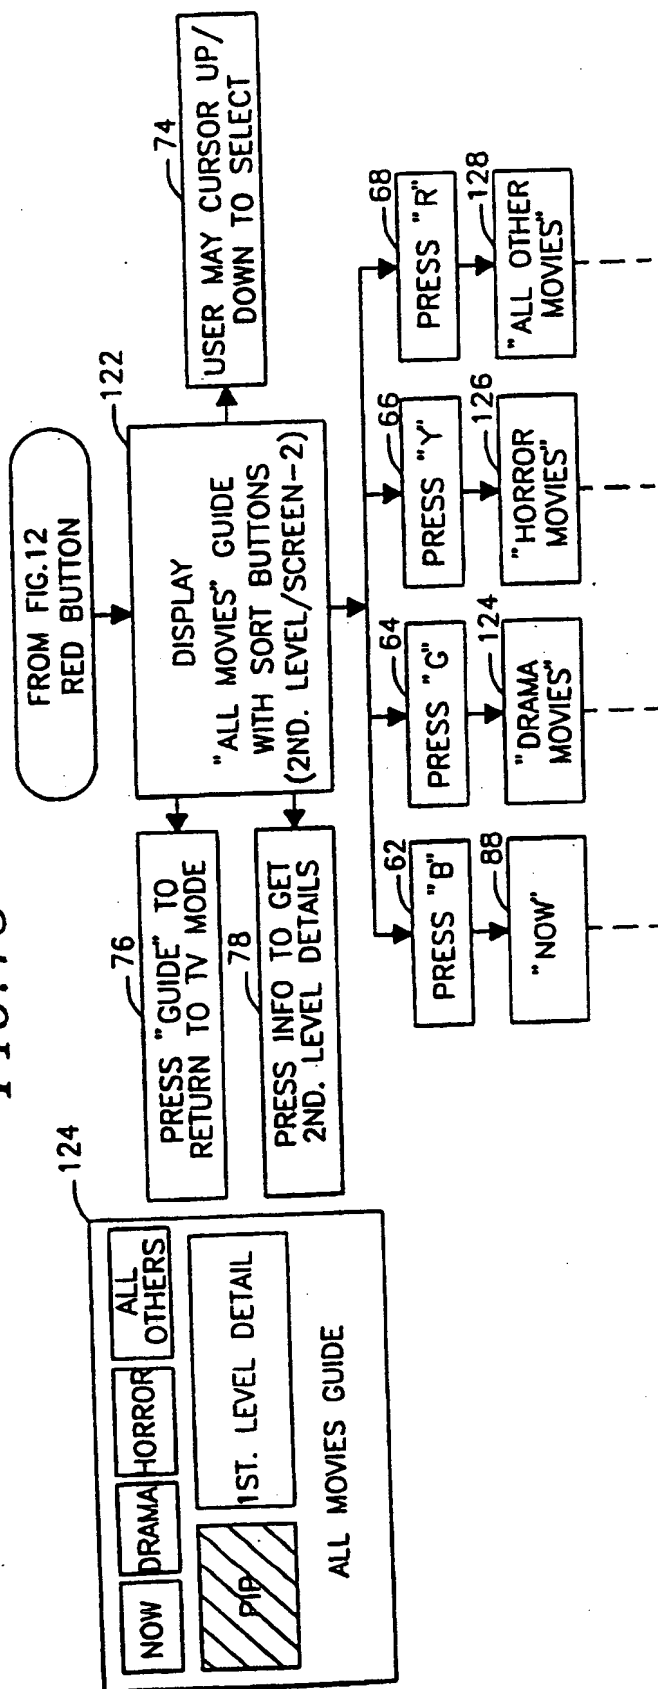 FROM FIG.12
RED BUTTON
122
DISPLAY
"ALL MOVIES" GUIDE
WITH SORT BUTTONS
(2ND. LEVEL/SCREEN-2)
74
USER MAY CURSOR UP/
DOWN TO SELECT
76
PRESS "GUIDE" TO
RETURN TO TV MODE
78
PRESS INFO TO GET
2ND. LEVEL DETAILS
124
NOW
DRAMA
HORROR
ALL
OTHERS
PIP
1ST. LEVEL DETAIL
ALL MOVIES GUIDE
62
PRESS "B"
64
PRESS "G"
66
PRESS "Y"
68
PRESS "R"
88
"NOW"
124
"DRAMA
MOVIES"
126
"HORROR
MOVIES"
128
"ALL OTHER
MOVIES"